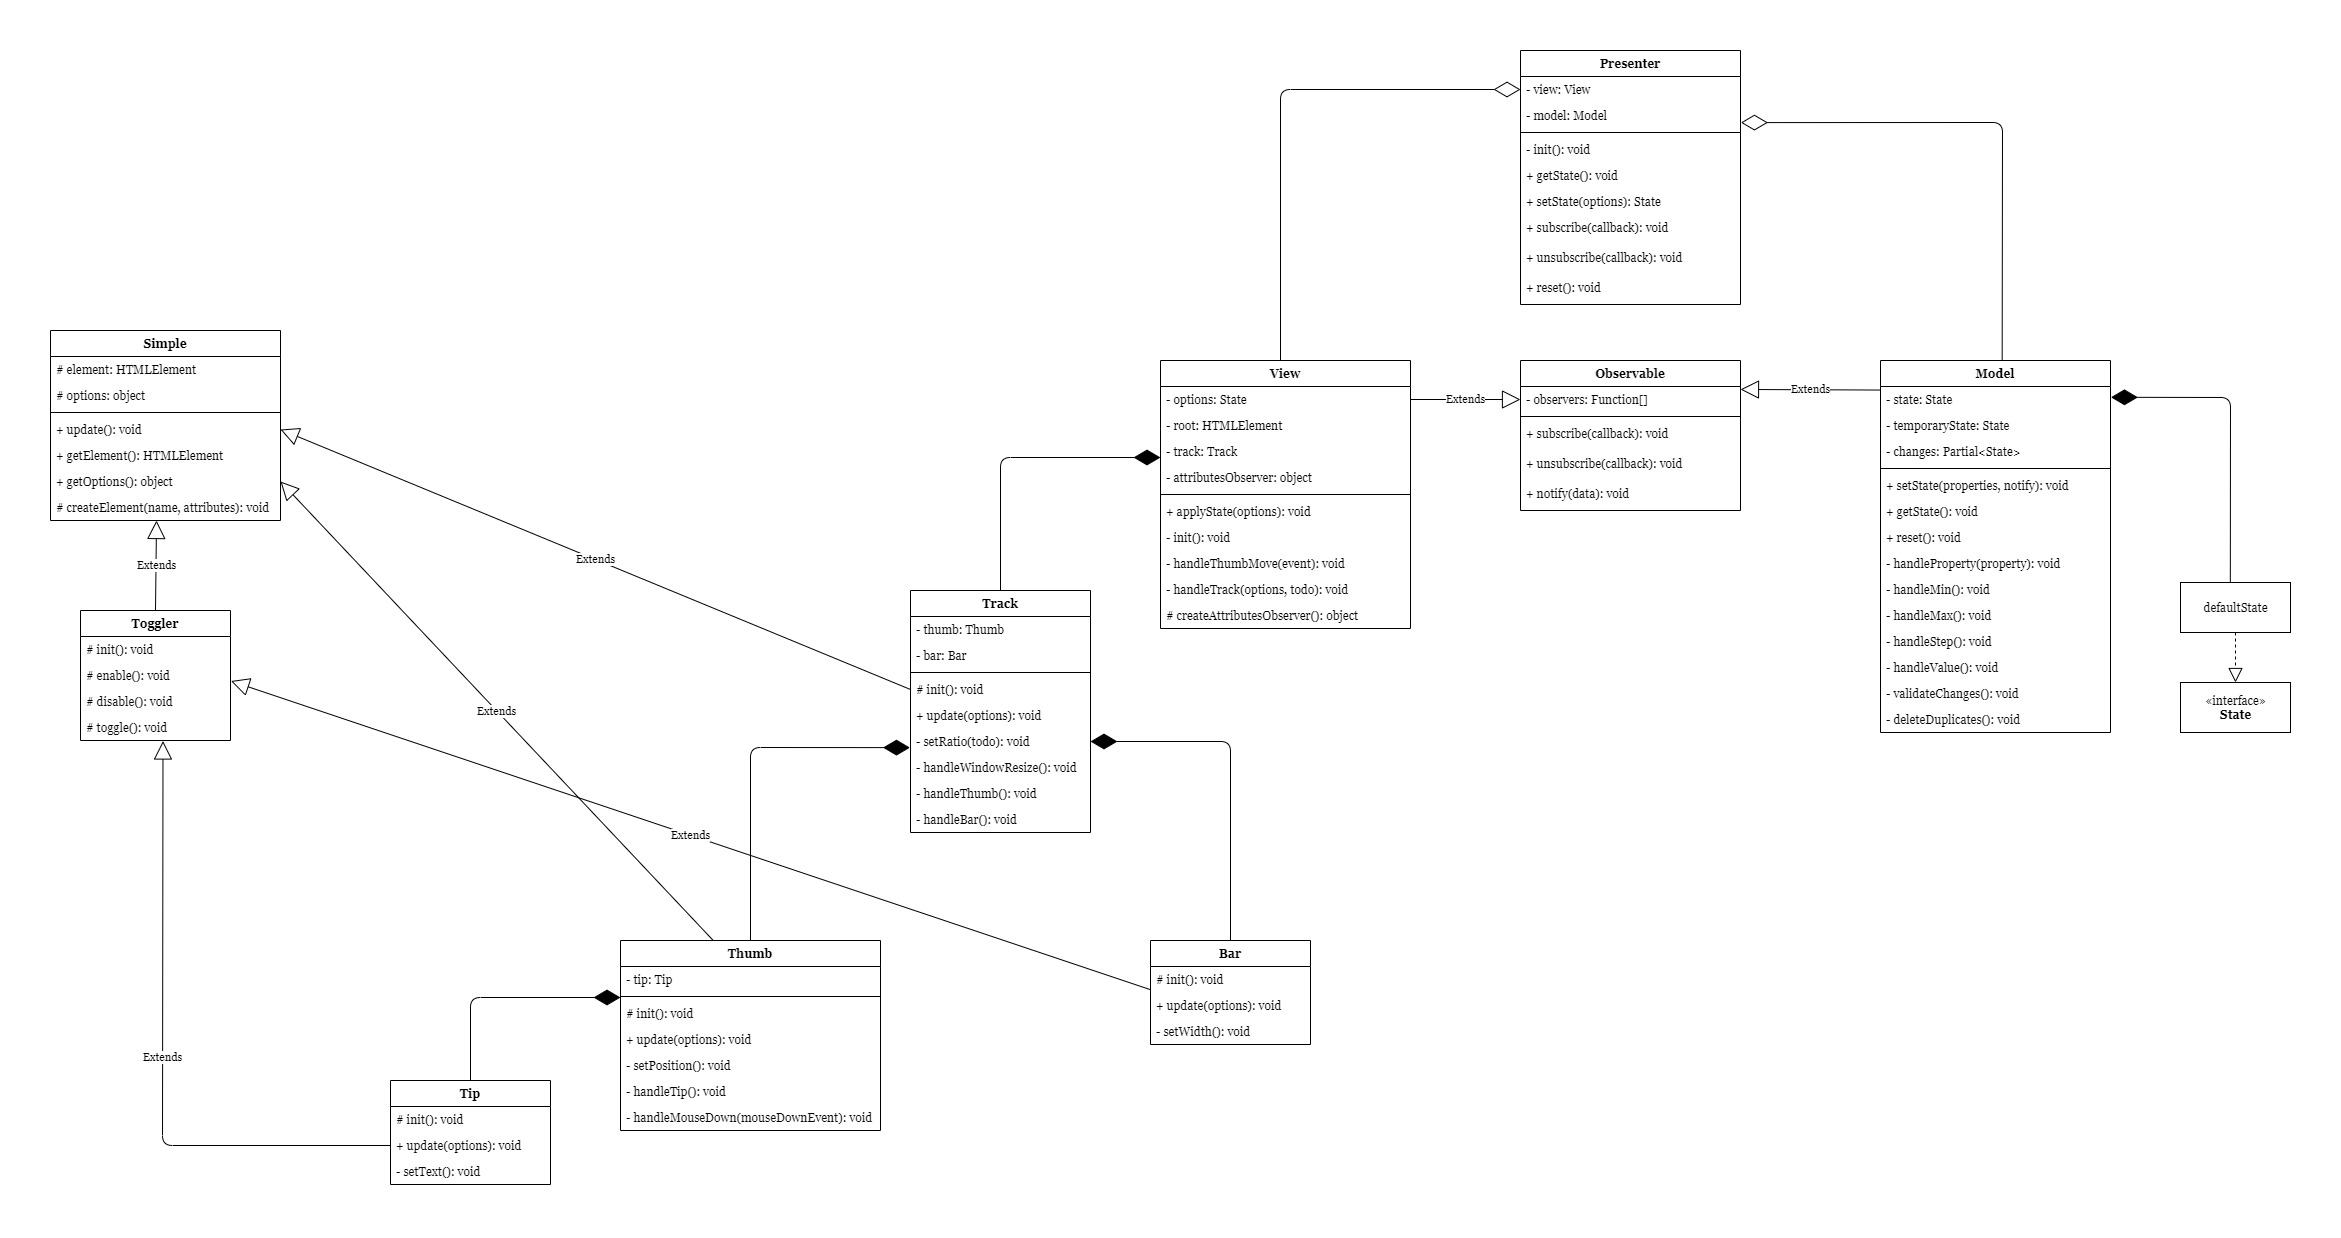 Presenter
- view: View
- model: Model
- init(): void
+ getState(): void
+ setState(options): State
+ subscribe(callback): void
+ unsubscribe(callback): void
+ reset(): void
Simple
# element: HTMLElement
# options: object
+ update(): void
+ getElement(): HTMLElement
+ getOptions(): object
# createElement(name, attributes): void
View
- options: State
- root: HTMLElement
- track: Track
- attributesObserver: object
+ applyState(options): void
- init(): void
- handleThumbMove(event): void
- handleTrack(options, todo): void
# createAttributesObserver(): object
Extends
Observable
- observers: Function[]
+ subscribe(callback): void
+ unsubscribe(callback): void
+ notify(data): void
Extends
Model
- state: State
- temporaryState: State
- changes: Partial<State>
+ setState(properties, notify): void
+ getState(): void
+ reset(): void
- handleProperty(property): void
- handleMin(): void
- handleMax(): void
- handleStep(): void
- handleValue(): void
- validateChanges(): void
- deleteDuplicates(): void
defaultState
«interface»
State
Extends
Extends
Extends
Toggler
# init(): void
# enable(): void
# disable(): void
# toggle(): void
Track
- thumb: Thumb
- bar: Bar
# init(): void
+ update(options): void
- setRatio(todo): void
- handleWindowResize(): void
- handleThumb(): void
- handleBar(): void
Extends
Thumb
- tip: Tip
# init(): void
+ update(options): void
- setPosition(): void
- handleTip(): void
- handleMouseDown(mouseDownEvent): void
Bar
# init(): void
+ update(options): void
- setWidth(): void
Extends
Tip
# init(): void
+ update(options): void
- setText(): void